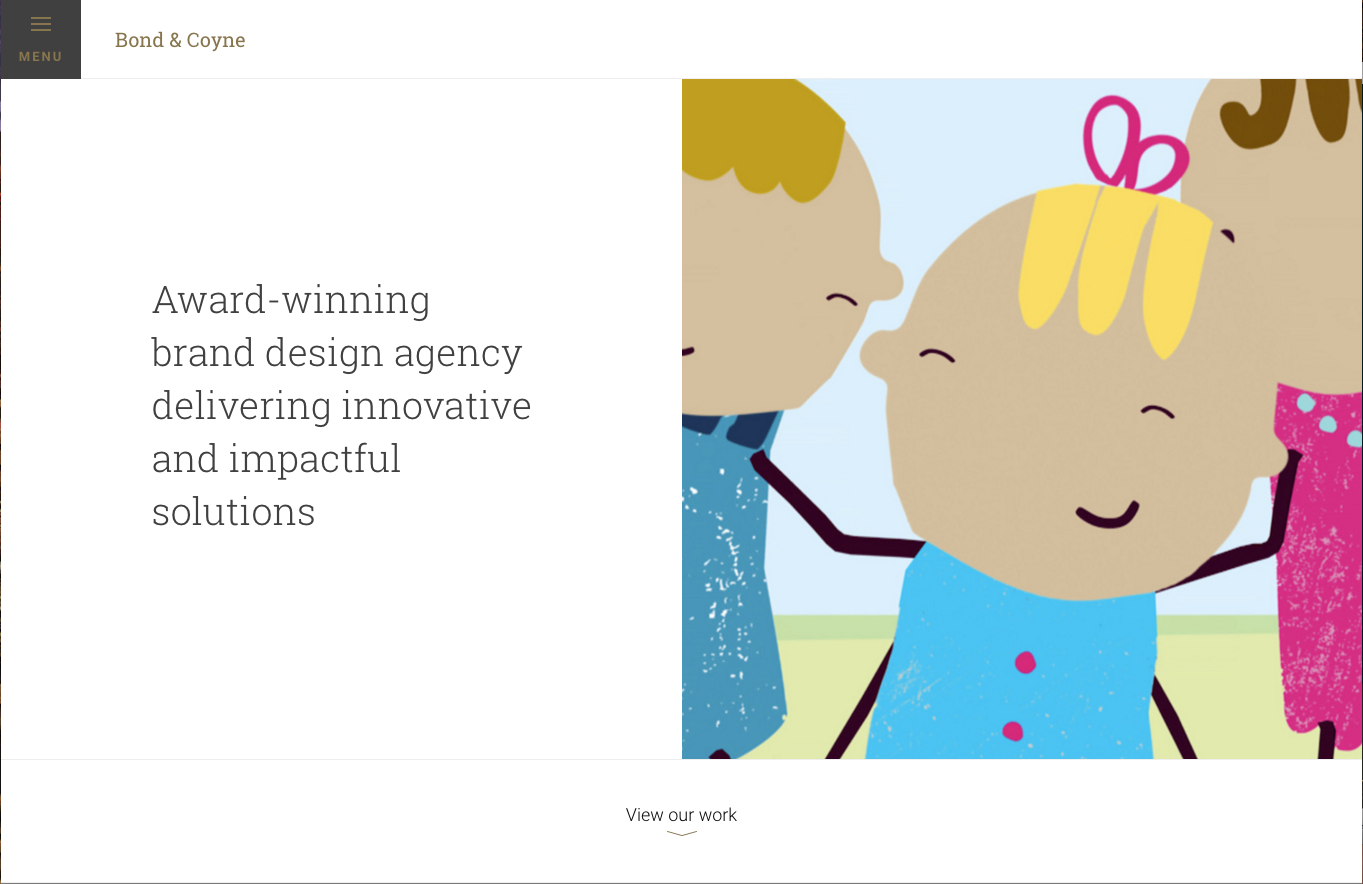 MENU
Bond & Coyne
Award-winning
brand design agency
delivering innovative
and impactful
solutions
View our work